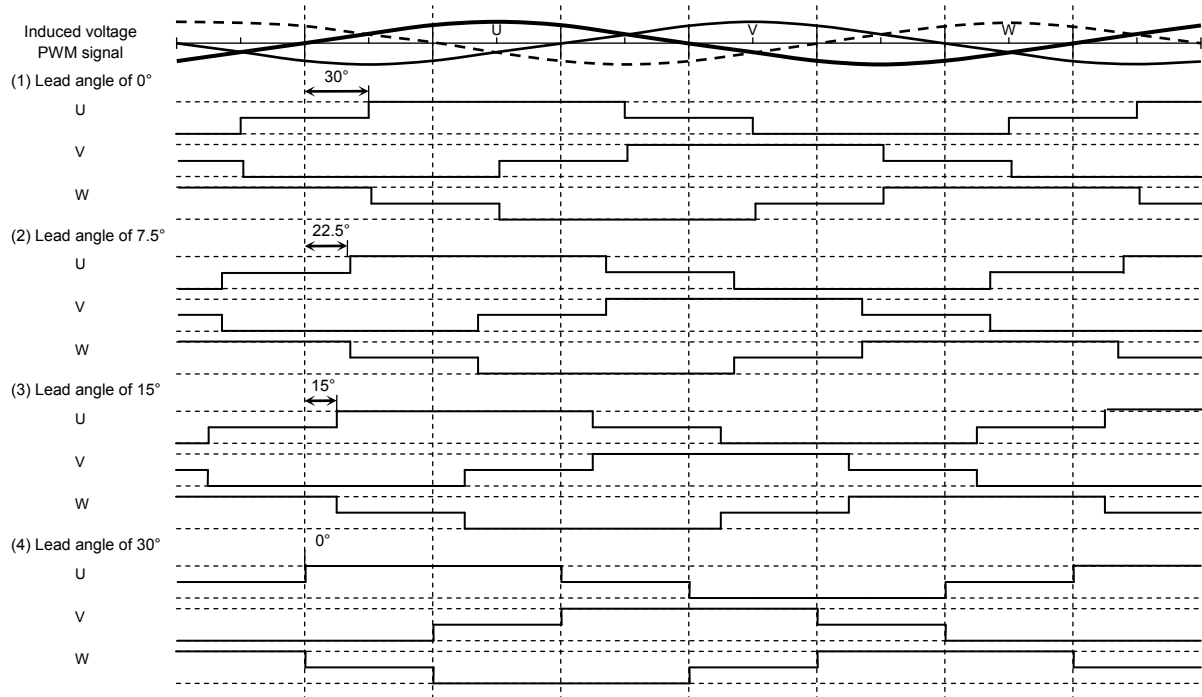 Induced voltage
U V W
PWM signal
(1) Lead angle of 0°
30°
U
V
W
(2) Lead angle of 7.5°
22.5°
U
V
W
(3) Lead angle of 15°
15°
U
V
W
(4) Lead angle of 30°
0°
U
V
W